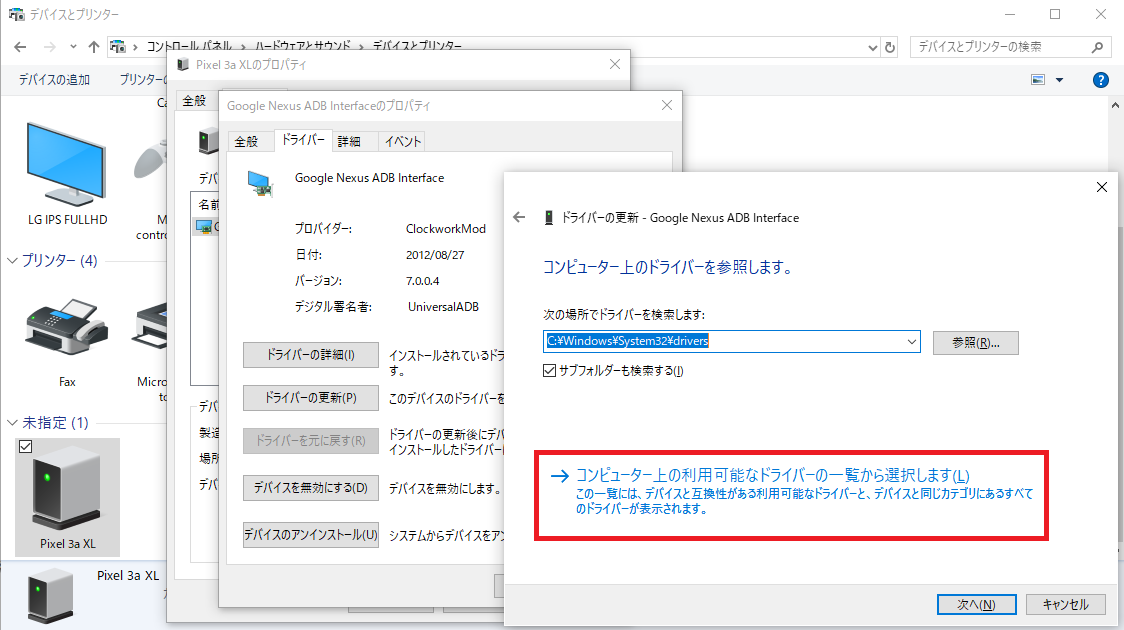 デバイスとプリンター
コントロール パネル › ハードウェアとサウンド › デバイスとプリンター
デバイスとプリンターの検索
デバイスの追加
プリンターの
LG IPS FULLHD
プリンター (4)
Fax
未指定 (1)
Pixel 3a XL
Pixel 3a XL
Pixel 3a XLのプロパティ
全般
Google Nexus ADB Interfaceのプロパティ
全般
ドライバー
詳細
イベント
Google Nexus ADB Interface
プロバイダー: ClockworkMod
日付: 2012/08/27
バージョン: 7.0.0.4
デジタル署名者: UniversalADB
ドライバーの詳細(I)
インストールされているドラ
す。
ドライバーの更新(P)
このデバイスのドライバーを
ドライバーを元に戻す(R)
ドライバーの更新後にデバ
インストールしたドライバーに
デバイスを無効にする(D)
デバイスを無効にします。
デバイスのアンインストール(U)
システムからデバイスをアン
ドライバーの更新 - Google Nexus ADB Interface
コンピューター上のドライバーを参照します。
次の場所でドライバーを検索します:
C:¥Windows¥System32¥drivers
参照(R)...
サブフォルダーも検索する(I)
コンピューター上の利用可能なドライバーの一覧から選択します(L)
この一覧には、デバイスと互換性がある利用可能なドライバーと、デバイスと同じカテゴリにあるすべて
のドライバーが表示されます。
次へ(N)
キャンセル